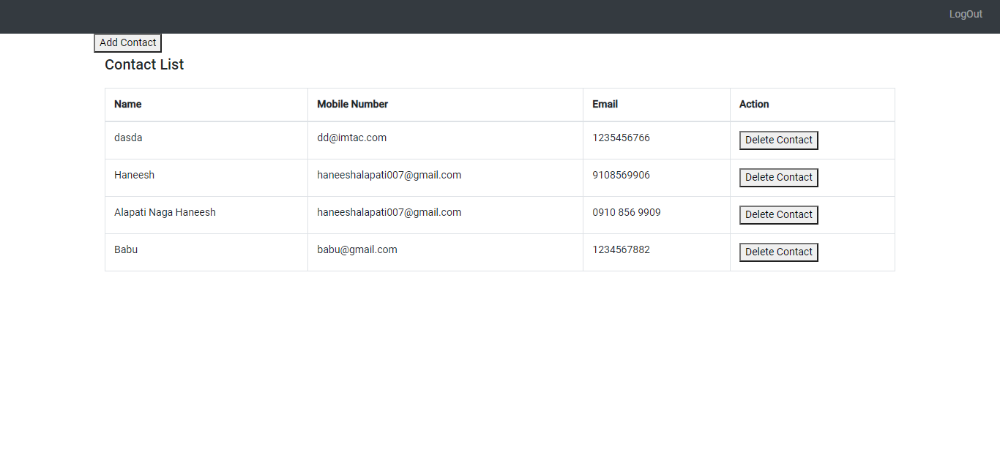 LogOut
Add Contact
Contact List
Name Mobile Number Email Action
dasda dd@imtac.com 1235456766 Delete Contact
Haneesh haneeshalapati007@gmail.com 9108569906 Delete Contact
Alapati Naga Haneesh haneeshalapati007@gmail.com 0910 856 9909 Delete Contact
Babu babu@gmail.com 1234567882 Delete Contact